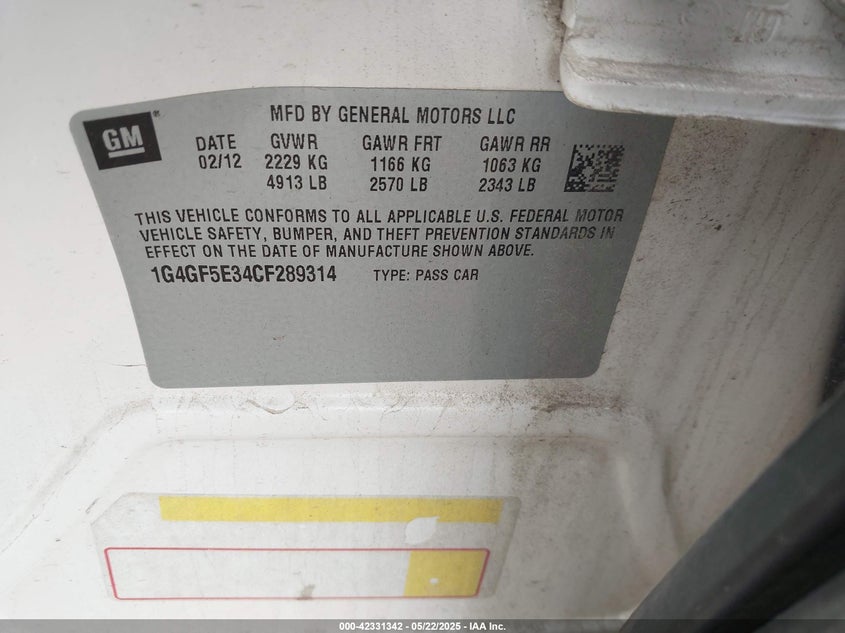 MFD BY GENERAL MOTORS LLC
GM®
DATE GVWR GAWR FRT GAWR RR
02/12 2229 KG 1166 KG 1063 KG
4913 LB 2570 LB 2343 LB
THIS VEHICLE CONFORMS TO ALL APPLICABLE U.S. FEDERAL MOTOR
VEHICLE SAFETY, BUMPER, AND THEFT PREVENTION STANDARDS IN
EFFECT ON THE DATE OF MANUFACTURE SHOWN ABOVE.
1G4GF5E34CF289314 TYPE: PASS CAR
000-42331342 - 05/22/2025 - IAA Inc.